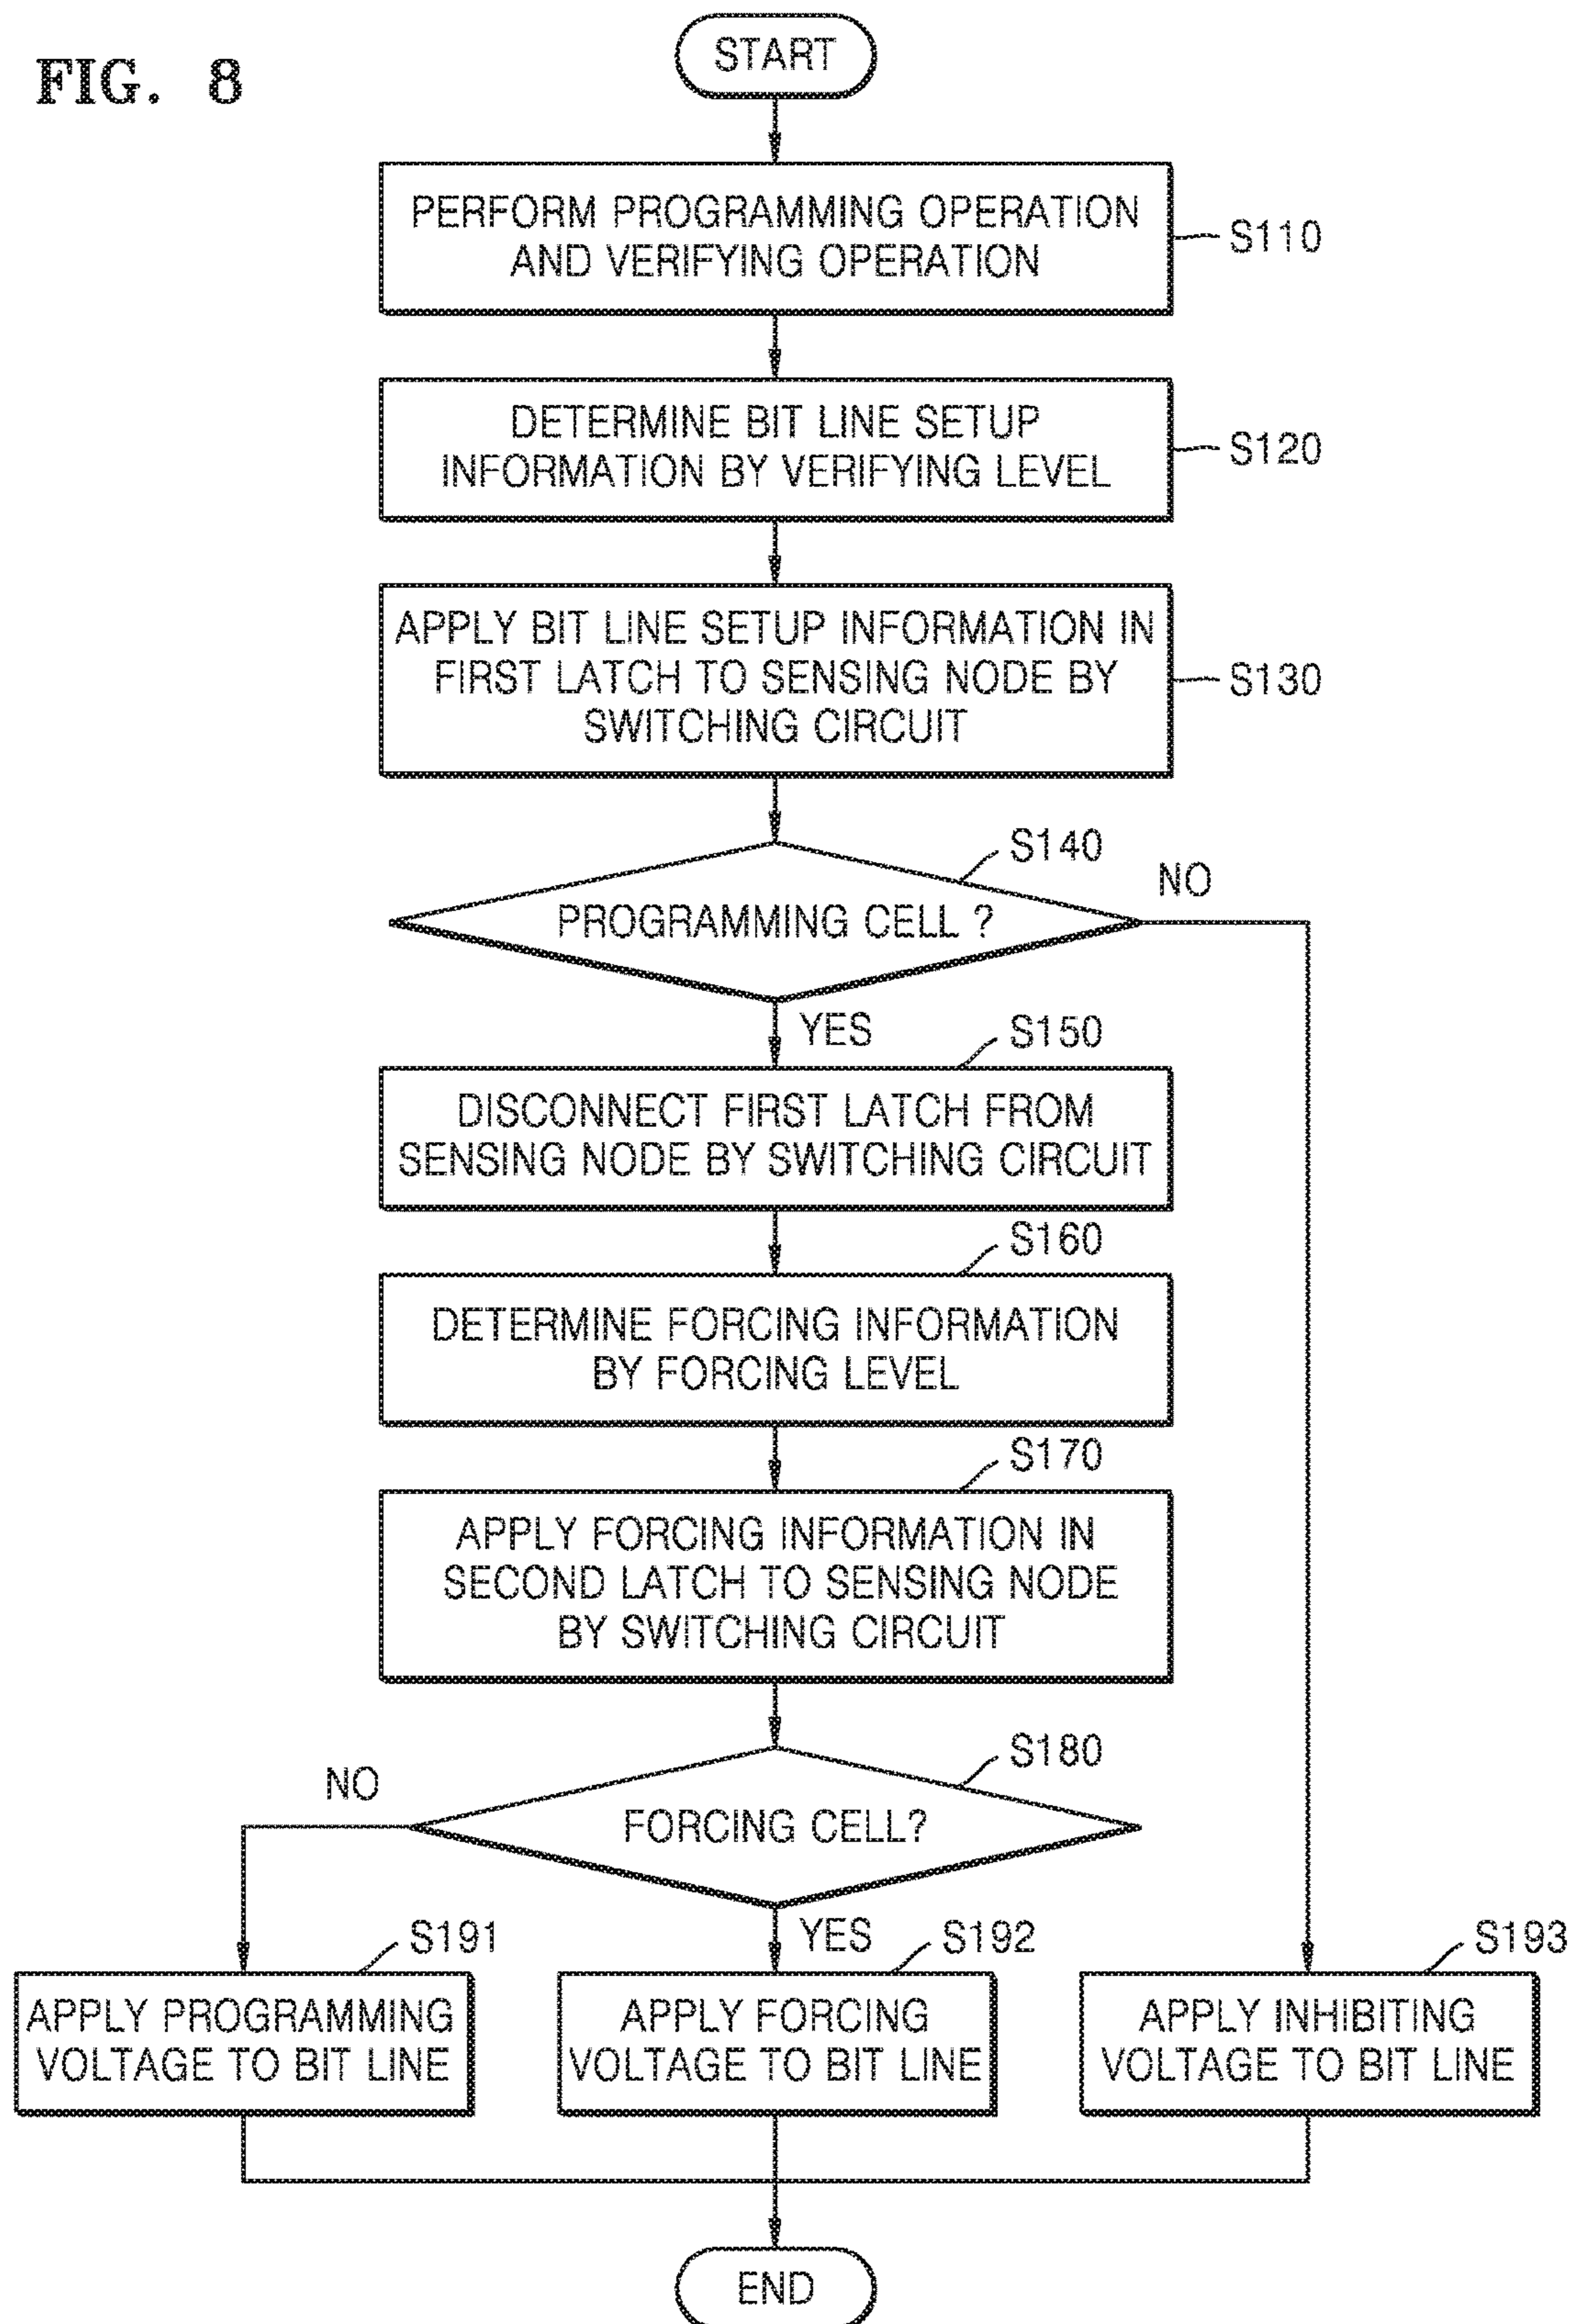 FIG. 8
START
PERFORM PROGRAMMING OPERATION
AND VERIFYING OPERATION
S110
DETERMINE BIT LINE SETUP
INFORMATION BY VERIFYING LEVEL
S120
APPLY BIT LINE SETUP INFORMATION IN
FIRST LATCH TO SENSING NODE BY
SWITCHING CIRCUIT
S130
S140
NO
PROGRAMMING CELL ?
YES
S150
DISCONNECT FIRST LATCH FROM
SENSING NODE BY SWITCHING CIRCUIT
S160
DETERMINE FORCING INFORMATION
BY FORCING LEVEL
S170
APPLY FORCING INFORMATION IN
SECOND LATCH TO SENSING NODE
BY SWITCHING CIRCUIT
S180
NO
FORCING CELL?
YES
S191
APPLY PROGRAMMING
VOLTAGE TO BIT LINE
S192
APPLY FORCING
VOLTAGE TO BIT LINE
S193
APPLY INHIBITING
VOLTAGE TO BIT LINE
END